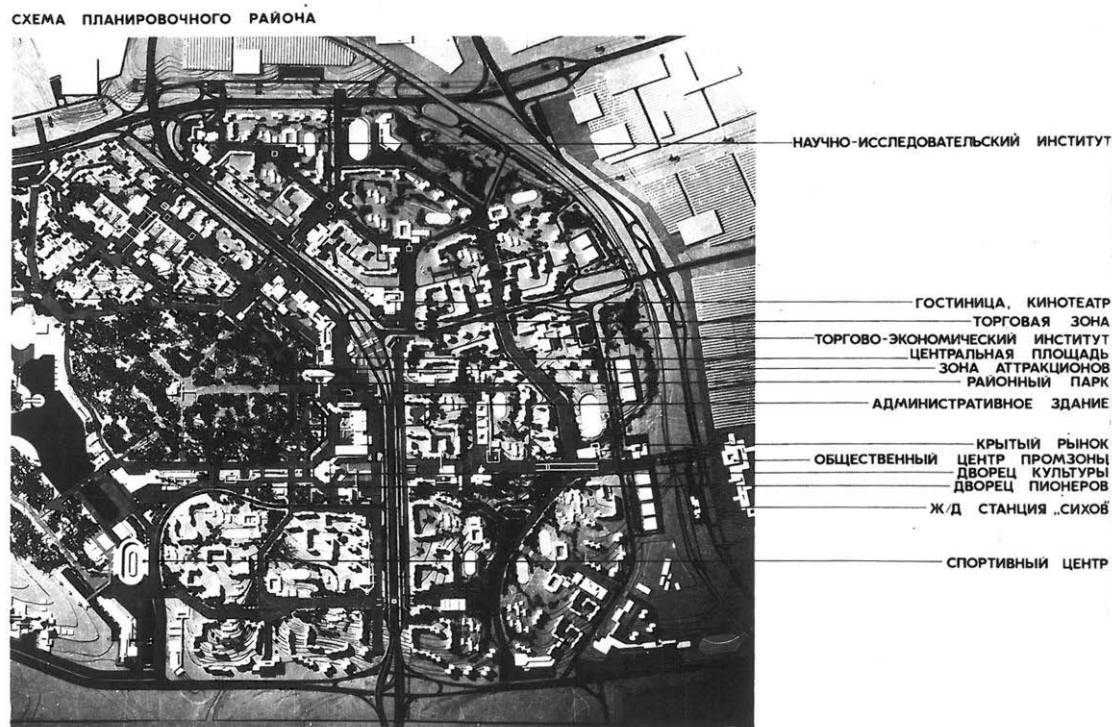 СХЕМА ПЛАНИРОВОЧНОГО РАЙОНА
НАУЧНО-ИССЛЕДОВАТЕЛЬСКИЙ ИНСТИТУТ
ГОСТИНИЦА, КИНОТЕАТР
ТОРГОВАЯ ЗОНА
ТОРГОВО-ЭКОНОМИЧЕСКИЙ ИНСТИТУТ
ЦЕНТРАЛЬНАЯ ПЛОЩАДЬ
ЗОНА АТТРАКЦИОНОВ
РАЙОННЫЙ ПАРК
АДМИНИСТРАТИВНОЕ ЗДАНИЕ
КРЫТЫЙ РЫНОК
ОБЩЕСТВЕННЫЙ ЦЕНТР ПРОМЗОНЫ
ДВОРЕЦ КУЛЬТУРЫ
ДВОРЕЦ ПИОНЕРОВ
Ж/Д СТАНЦИЯ „СИХОВ"
СПОРТИВНЫЙ ЦЕНТР